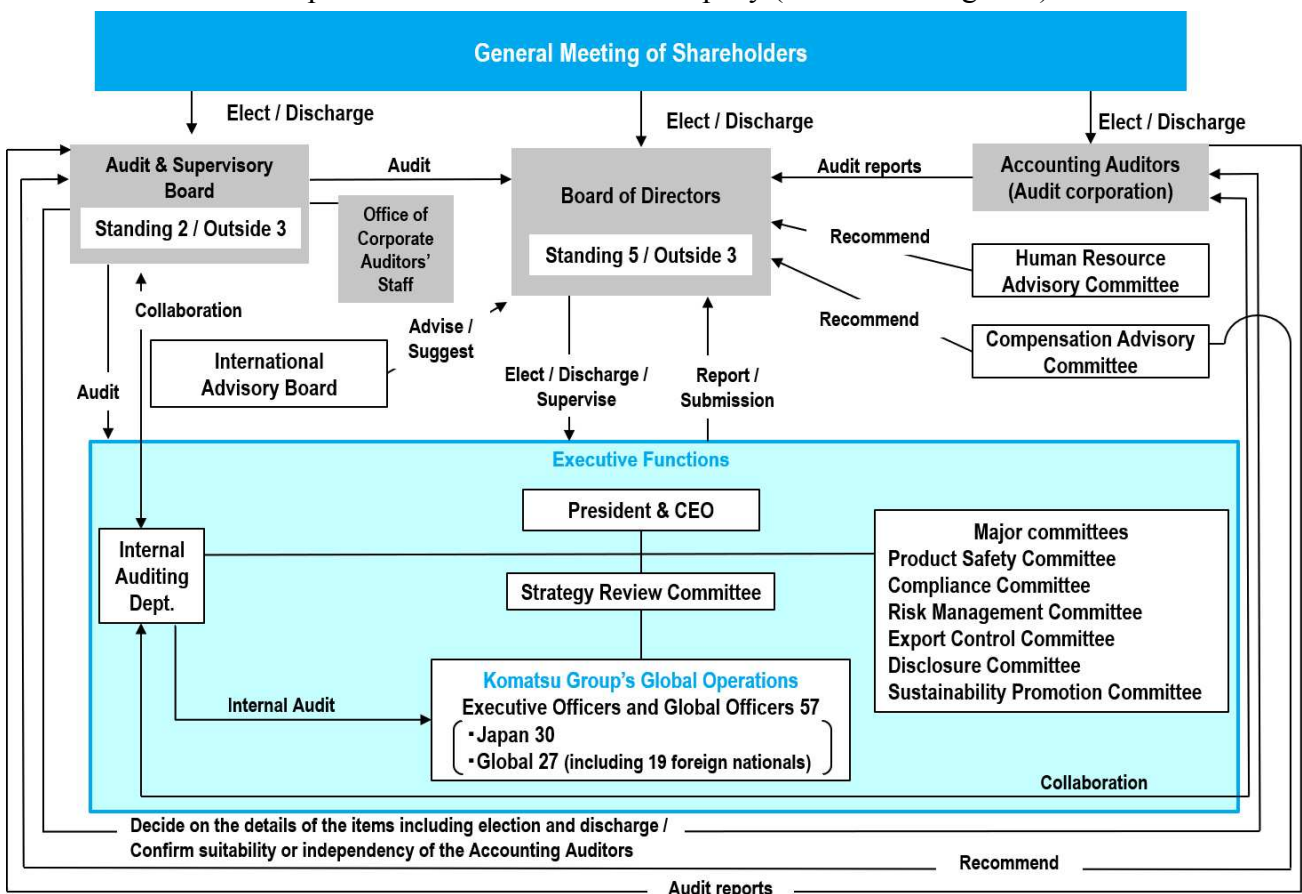 General Meeting of Shareholders
Elect / Discharge
Elect / Discharge
Elect / Discharge
Audit & Supervisory
Board
Standing 2 / Outside 3
Audit
Office of
Corporate
Auditors'
Staff
Board of Directors
Standing 5 / Outside 3
Audit reports
Accounting Auditors
(Audit corporation)
Recommend
Human Resource
Advisory Committee
Recommend
Compensation Advisory
Committee
Collaboration
International
Advisory Board
Advise /
Suggest
Audit
Elect / Discharge /
Supervise
Report /
Submission
Executive Functions
President & CEO
Internal
Auditing
Dept.
Strategy Review Committee
Major committees
Product Safety Committee
Compliance Committee
Risk Management Committee
Export Control Committee
Disclosure Committee
Sustainability Promotion Committee
Internal Audit
Komatsu Group's Global Operations
Executive Officers and Global Officers 57
・Japan 30
・Global 27 (including 19 foreign nationals)
Collaboration
Decide on the details of the items including election and discharge /
Confirm suitability or independency of the Accounting Auditors
Recommend
Audit reports